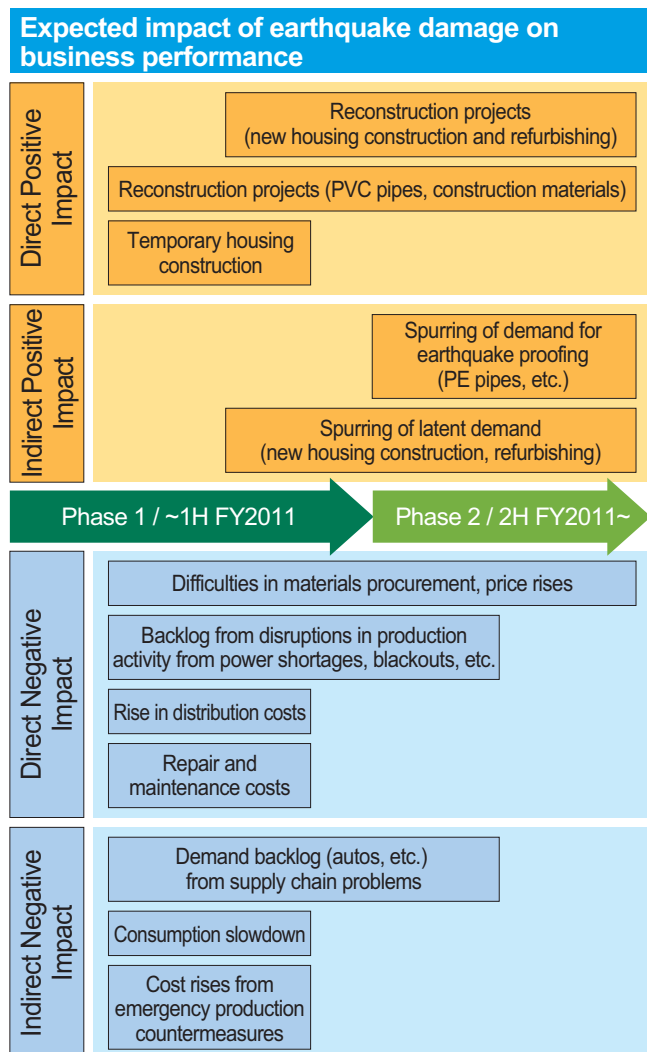 Expected impact of earthquake damage on
business performance
Direct Positive
Impact
Reconstruction projects
(new housing construction and refurbishing)
Reconstruction projects (PVC pipes, construction materials)
Temporary housing
construction
Indirect Positive
Impact
Spurring of demand for
earthquake proofing
(PE pipes, etc.)
Spurring of latent demand
(new housing construction, refurbishing)
Phase 1 / ~1H FY2011
Phase 2 / 2H FY2011~
Direct Negative
Impact
Difficulties in materials procurement, price rises
Backlog from disruptions in production
activity from power shortages, blackouts, etc.
Rise in distribution costs
Repair and
maintenance costs
Indirect Negative
Impact
Demand backlog (autos, etc.)
from supply chain problems
Consumption slowdown
Cost rises from
emergency production
countermeasures